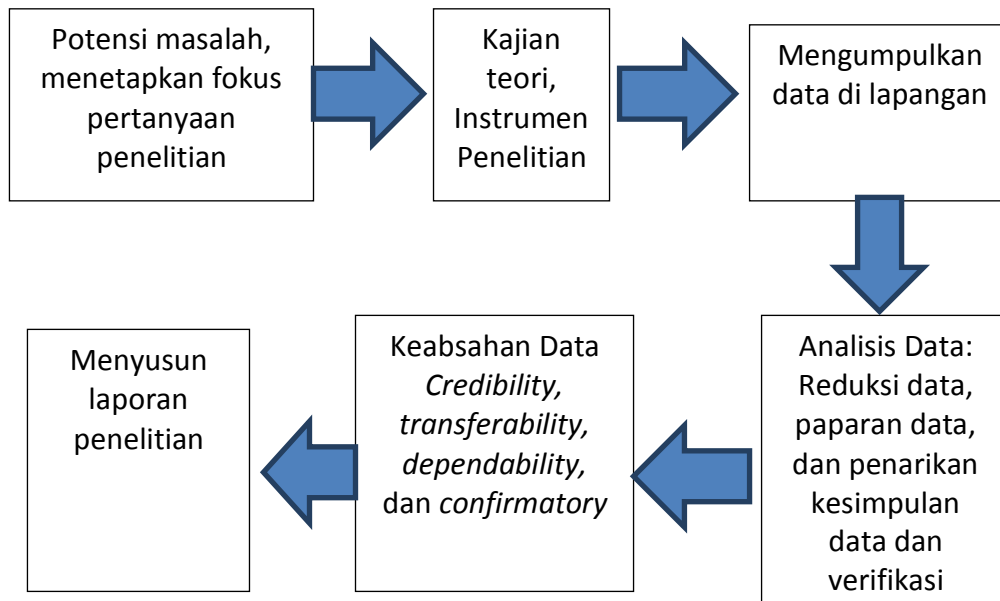 Potensi masalah,
menetapkan fokus
pertanyaan
penelitian
Kajian
teori,
Instrumen
Penelitian
Mengumpulkan
data di lapangan
Analisis Data:
Reduksi data,
paparan data,
dan penarikan
kesimpulan
data dan
verifikasi
Keabsahan Data
Credibility,
transferability,
dependability,
dan confirmatory
Menyusun
laporan
penelitian